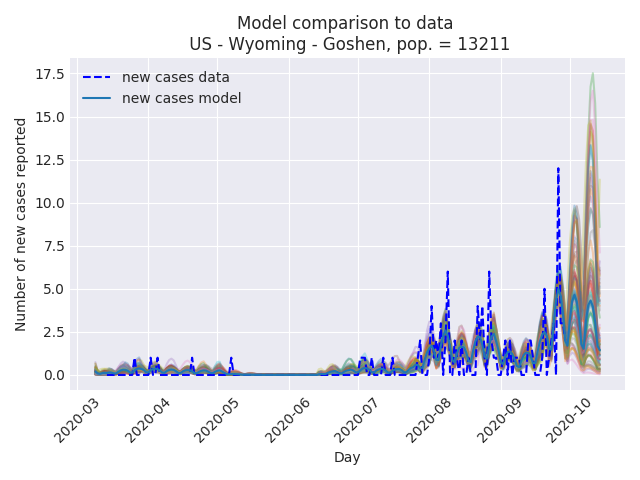 Model comparison to data
US - Wyoming - Goshen, pop. = 13211
new cases data
new cases model
Number of new cases reported
17.5
15.0
12.5
10.0
7.5
5.0
2.5
0.0
2020-03
2020-04
2020-05
2020-06
2020-07
2020-08
2020-09
2020-10
Day